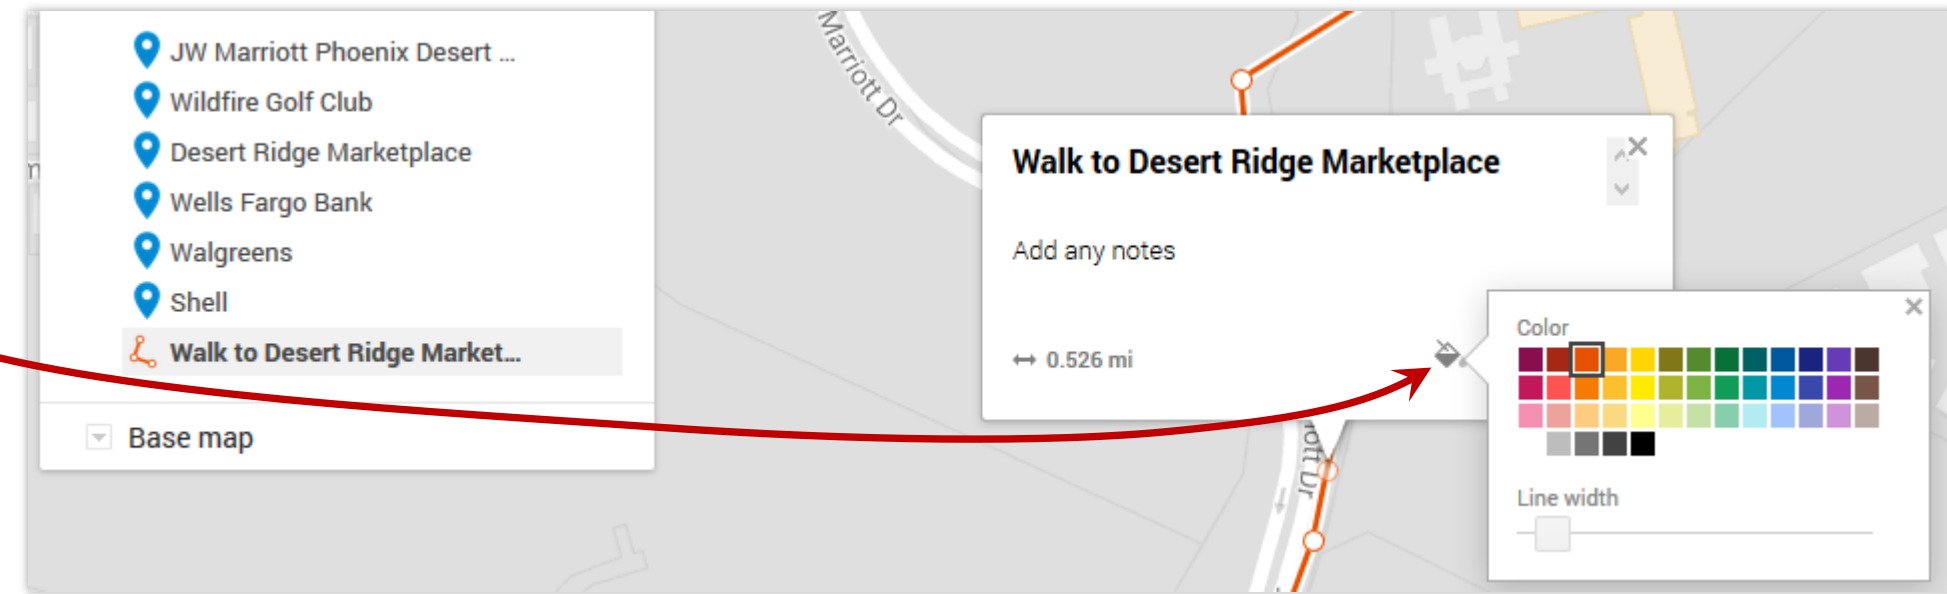 JW Marriott Phoenix Desert ...
Wildfire Golf Club
Desert Ridge Marketplace
Wells Fargo Bank
Walgreens
Shell
Walk to Desert Ridge Market...
Base map
Marriott Dr
Walk to Desert Ridge Marketplace
Add any notes
0.526 mi
Color
Line width
iott Dr